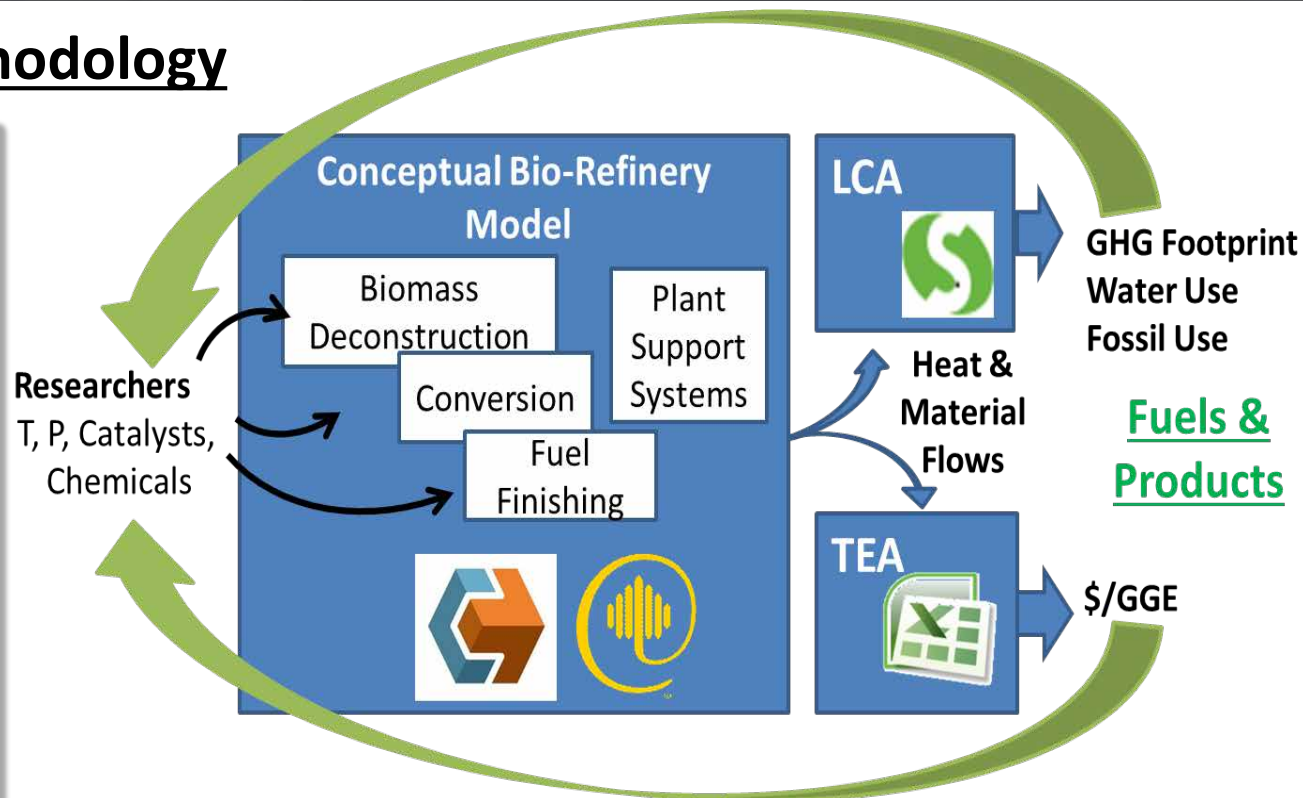 hodology
Conceptual Bio-Refinery
Model
Biomass
Deconstruction
Conversion
Fuel
Finishing
Plant
Support
Systems
Researchers
T, P, Catalysts,
Chemicals
LCA
Heat &
Material
Flows
TEA
GHG Footprint
Water Use
Fossil Use
Fuels &
Products
$/GGE